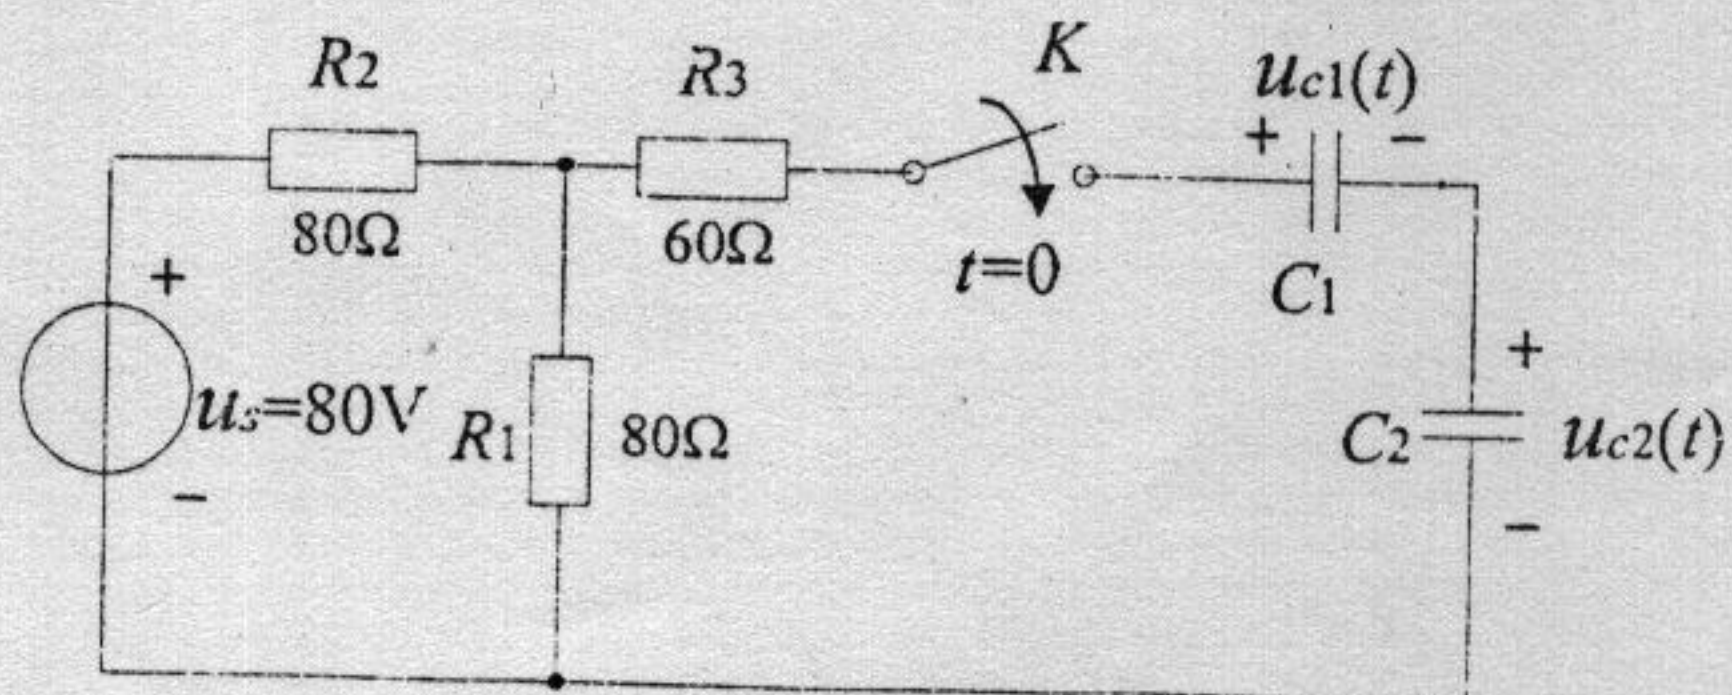 R2 R3 K uc1(t)
+ −
80Ω 60Ω t=0 C1
+ +
us=80V R1 80Ω C2 uc2(t)
− −